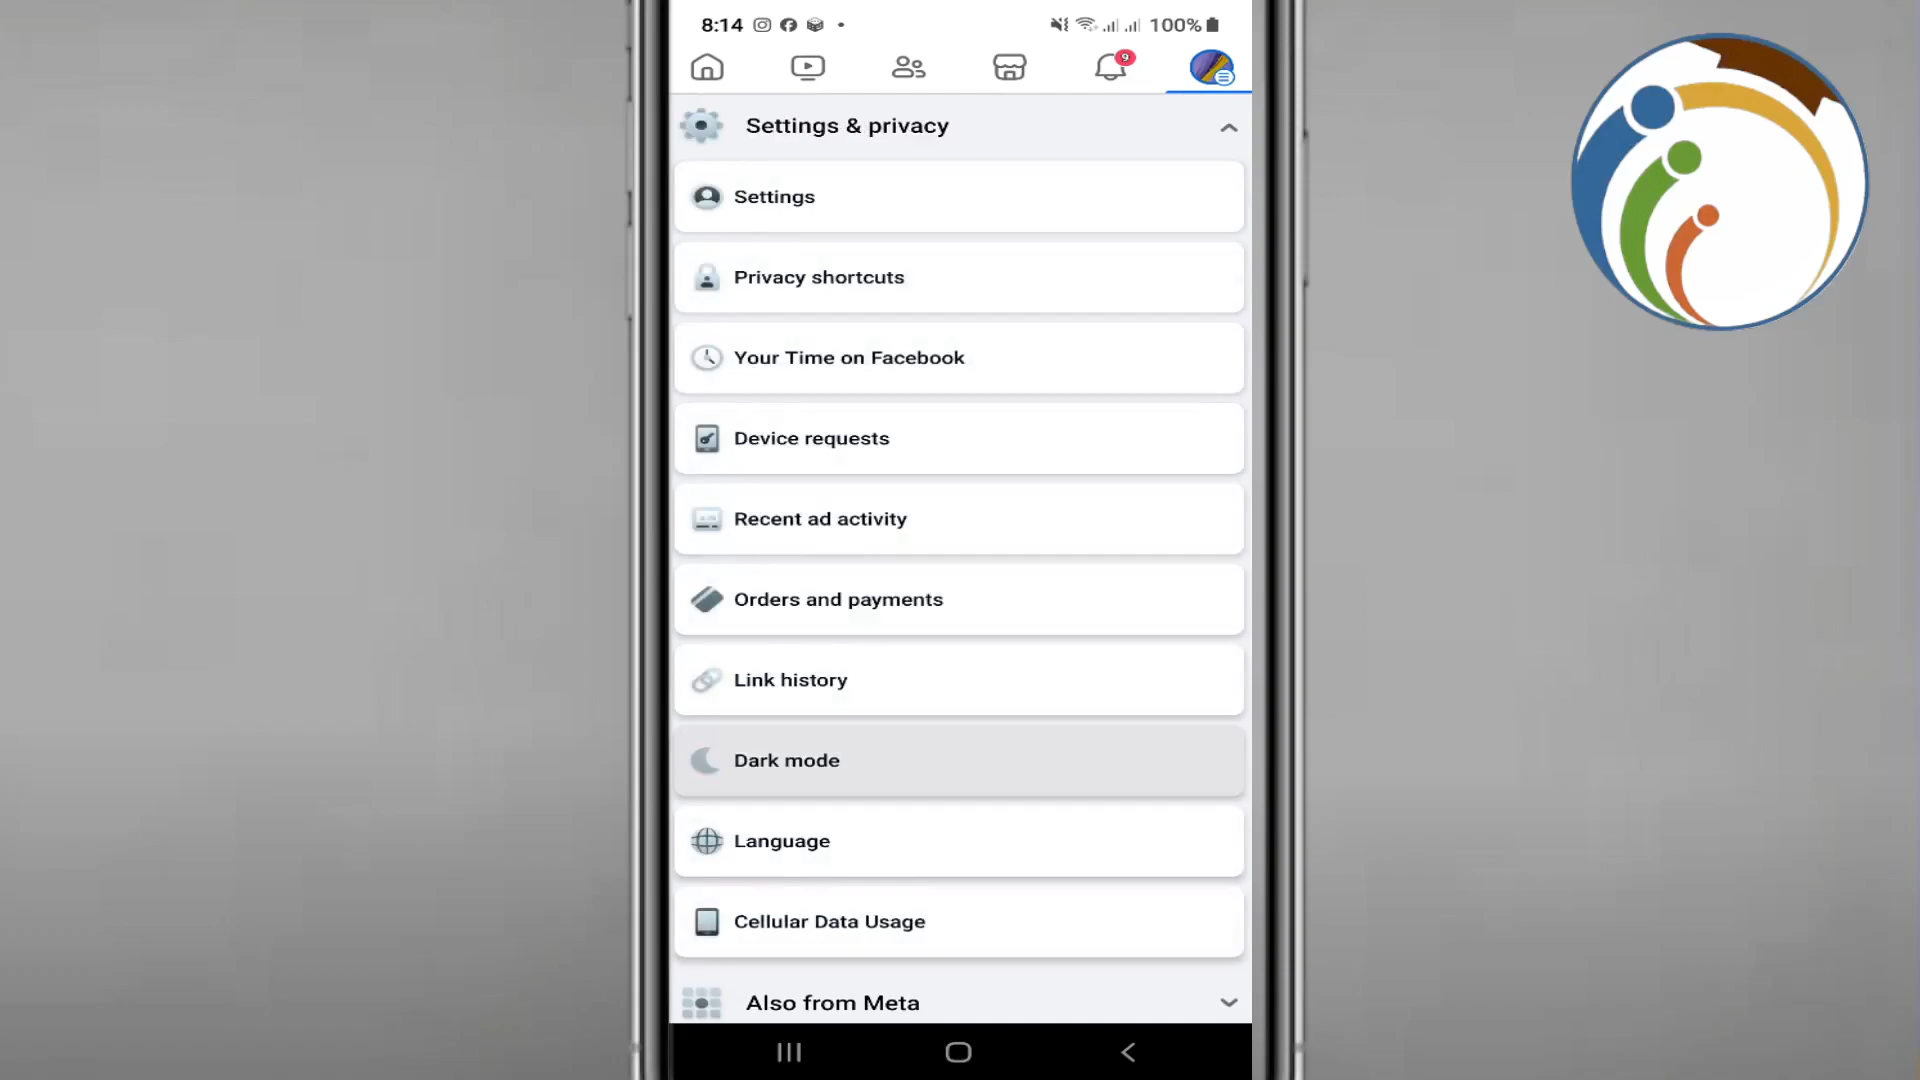 8:14 100%
9
Settings & privacy
Settings
Privacy shortcuts
Your Time on Facebook
Device requests
Recent ad activity
Orders and payments
Link history
Dark mode
Language
Cellular Data Usage
Also from Meta